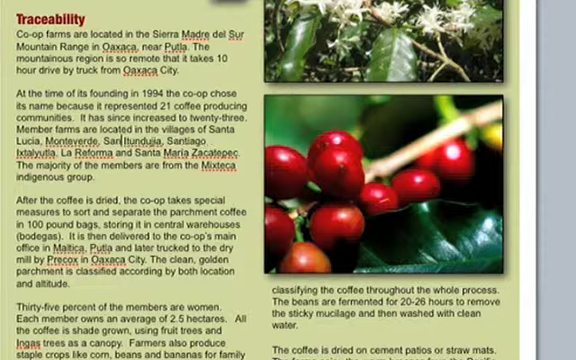 Traceability
Co-op farms are located in the Sierra Madre del Sur
Mountain Range in Oaxaca, near Putla. The
mountainous region is so remote that it takes 10
hour drive by truck from Oaxaca City.
At the time of its founding in 1994 the co-op chose
its name because it represented 21 coffee producing
communities. It has since increased to twenty-three.
Member farms are located in the villages of Santa
Lucia, Monteverde, San Itundujia, Santiago
Ixtalyutla, La Reforma and Santa Maria Zacatepec.
The majority of the members are from the Mixteca
indigenous group.
After the coffee is dried, the co-op takes special
measures to sort and separate the parchment coffee
in 100 pound bags, storing it in central warehouses
(bodegas). It is then delivered to the co-op's main
office in Maltica, Putla and later trucked to the dry
mill by Precox in Oaxaca City. The clean, golden
parchment is classified according by both location
and altitude.
Thirty-five percent of the members are women.
Each member owns an average of 2.5 hectares. All
the coffee is shade grown, using fruit trees and
Ingas trees as a canopy. Farmers also produce
staple crops like corn, beans and bananas for family
classifying the coffee throughout the whole process.
The beans are fermented for 20-26 hours to remove
the sticky mucilage and then washed with clean
water.
The coffee is dried on cement patios or straw mats.